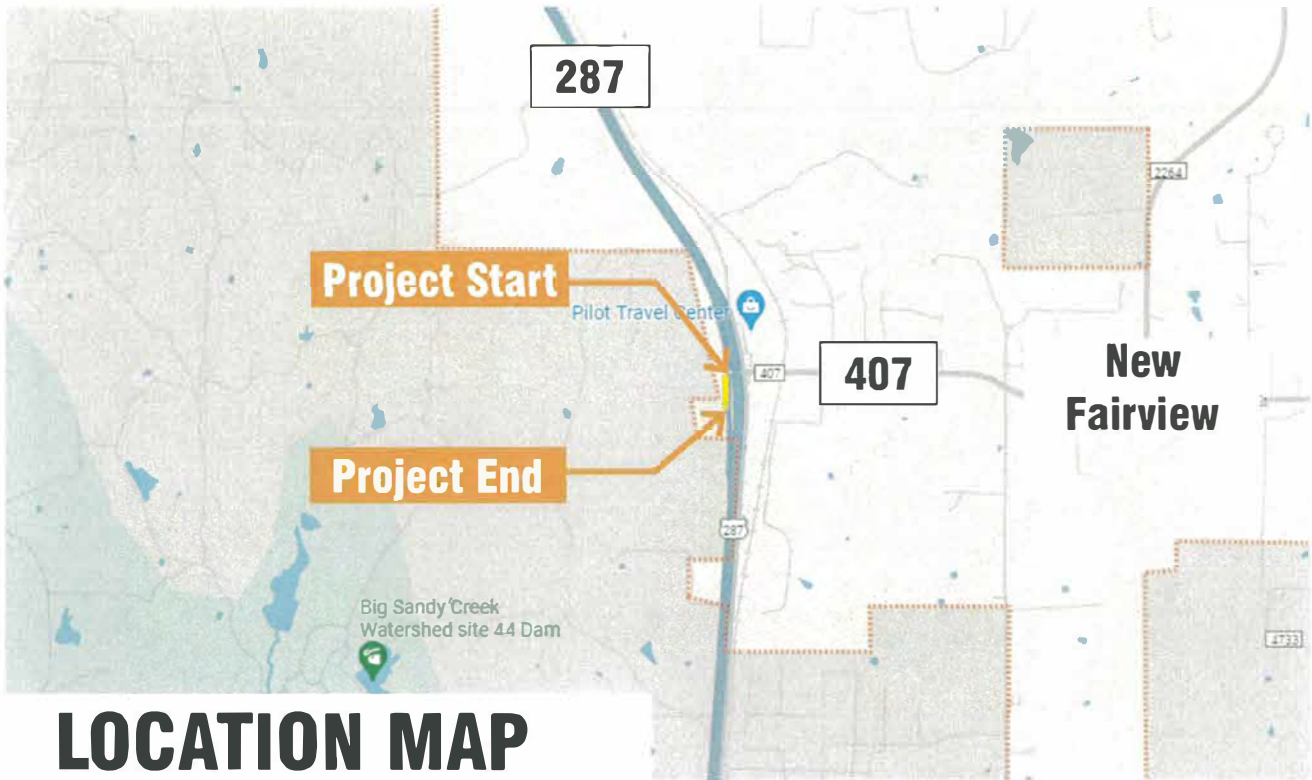 287
2264
Project Start
Pilot Travel Center
407
407
New
Fairview
Project End
287
Big Sandy Creek
Watershed site 44 Dam
4733
LOCATION MAP